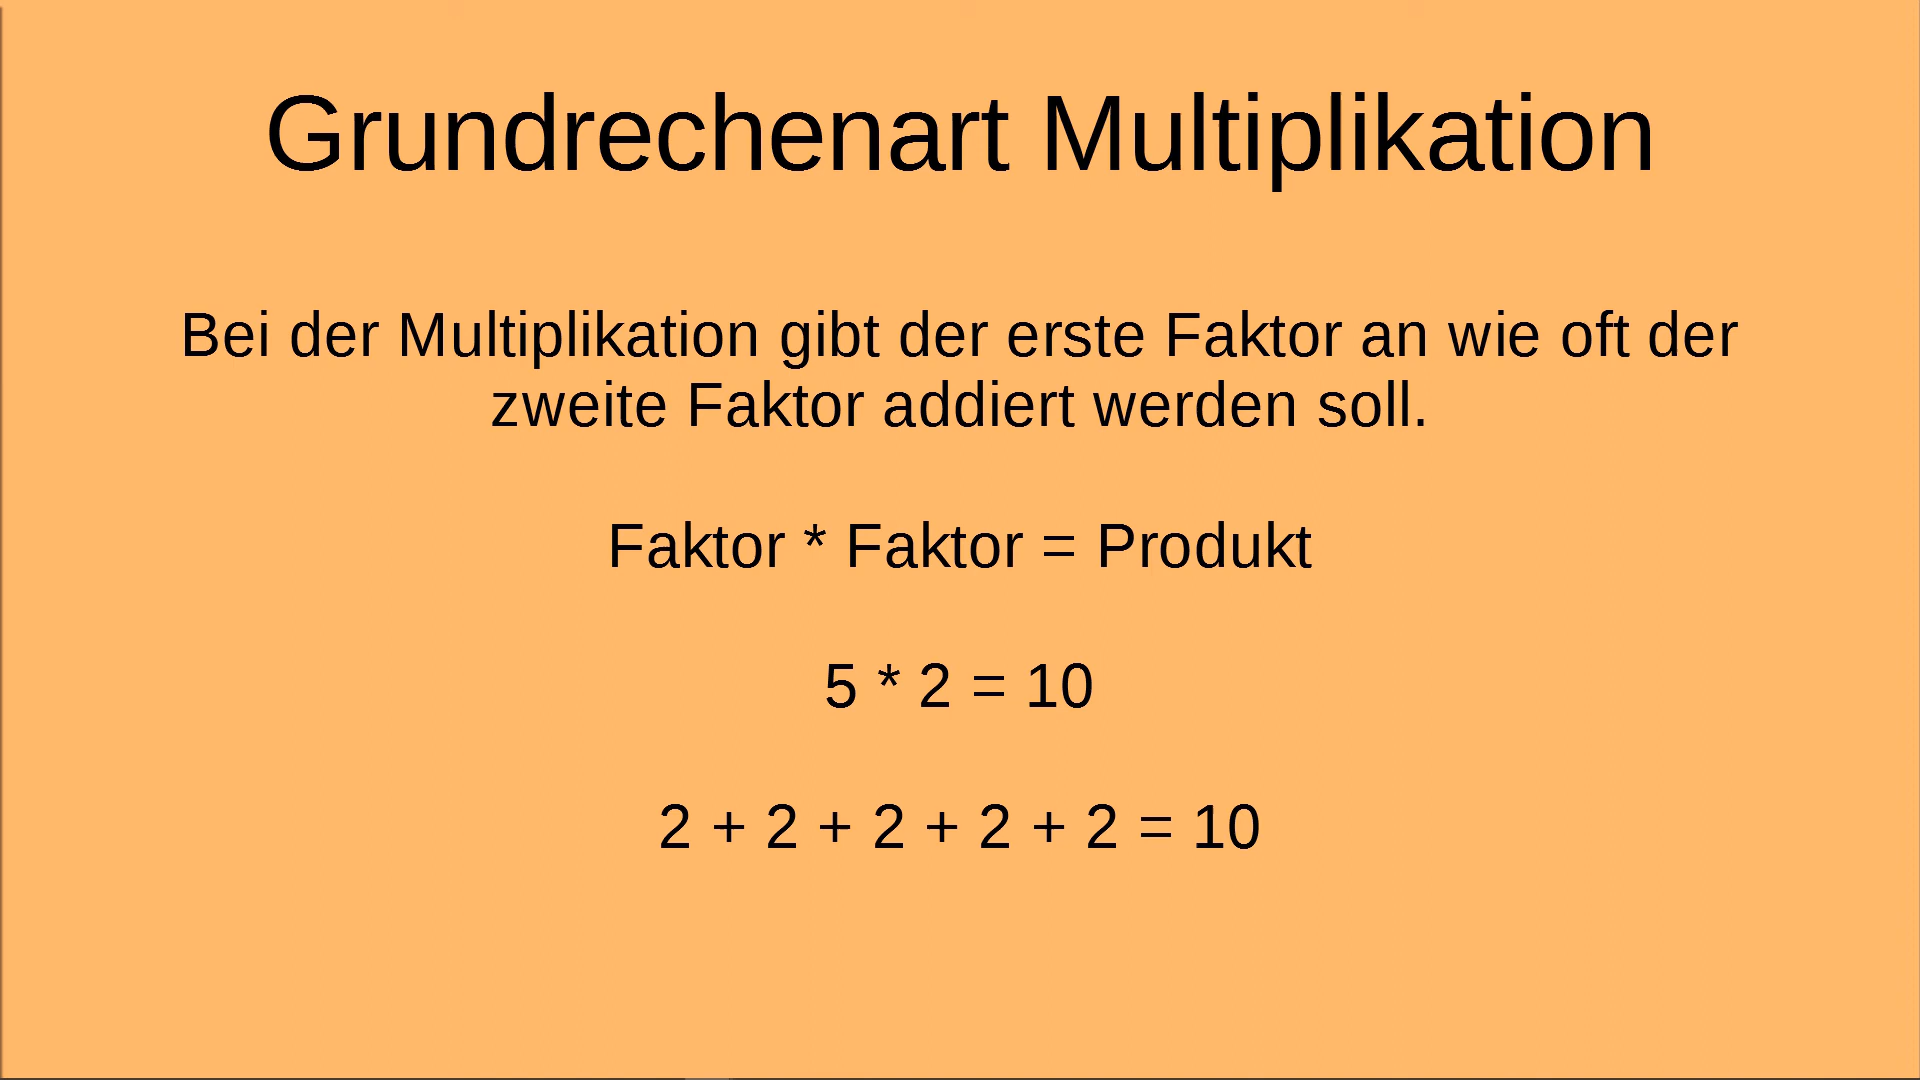 Grundrechenart Multiplikation
Bei der Multiplikation gibt der erste Faktor an wie oft der
zweite Faktor addiert werden soll.
Faktor * Faktor = Produkt
5 * 2 = 10
2 + 2 + 2 + 2 + 2 = 10